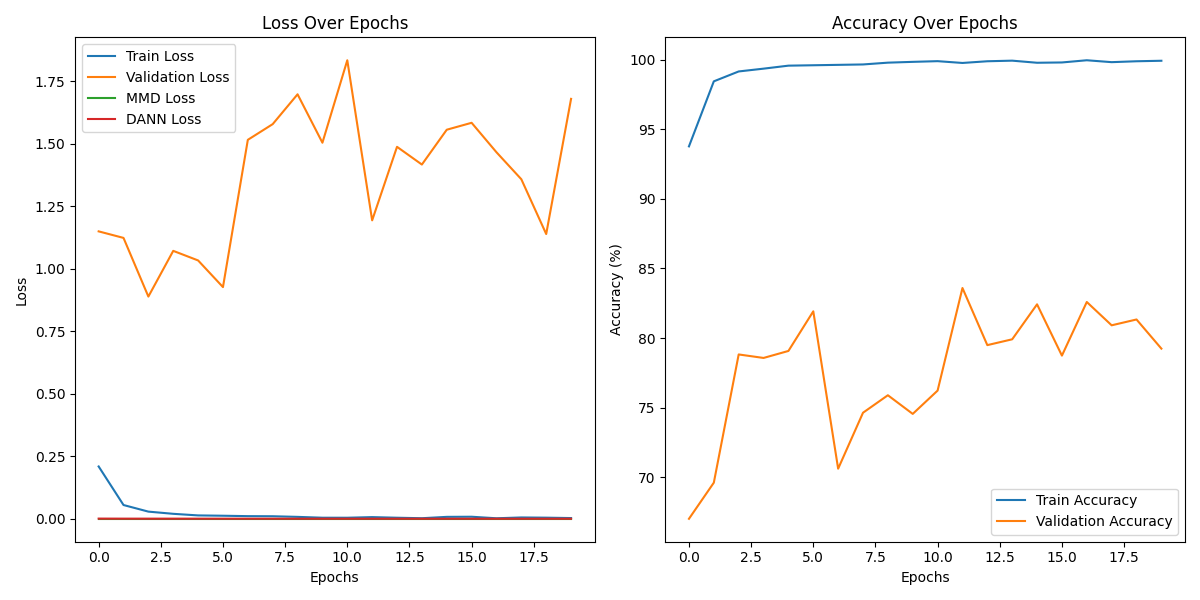 Loss Over Epochs
Train Loss
Validation Loss
MMD Loss
DANN Loss
1.75
1.50
1.25
1.00
0.75
0.50
0.25
0.00
Loss
0.0 2.5 5.0 7.5 10.0 12.5 15.0 17.5
Epochs
Accuracy Over Epochs
100
95
90
85
80
75
70
Accuracy (%)
Train Accuracy
Validation Accuracy
0.0 2.5 5.0 7.5 10.0 12.5 15.0 17.5
Epochs